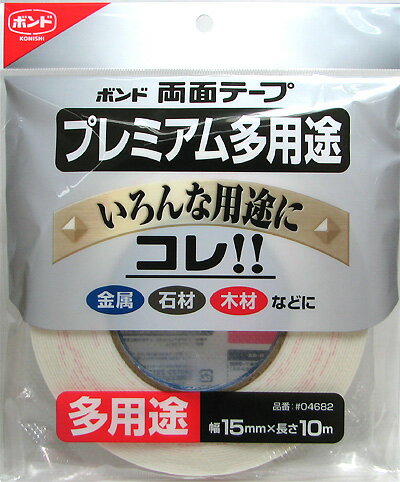 ボンド
KONISHI
ボンド 両面テープ
プレミアム多用途
いろんな用途に
コレ!!
金属 石材 木材 などに
多用途
品番:#04682
幅15mm×長さ10m